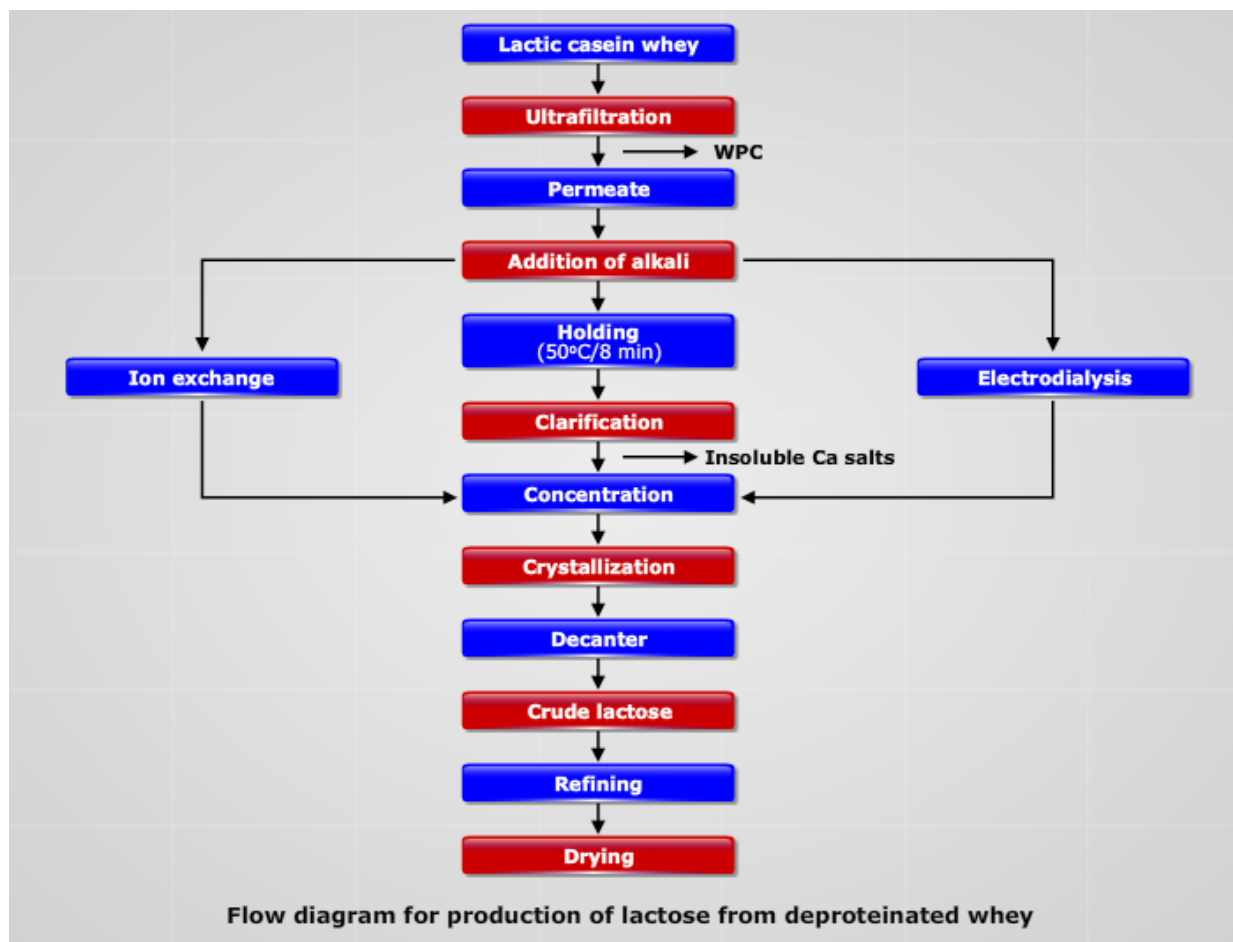 Lactic casein whey
Ultrafiltration
WPC
Permeate
Addition of alkali
Holding
(50ºC/8 min)
Ion exchange
Electrodialysis
Clarification
Insoluble Ca salts
Concentration
Crystallization
Decanter
Crude lactose
Refining
Drying
Flow diagram for production of lactose from deproteinated whey